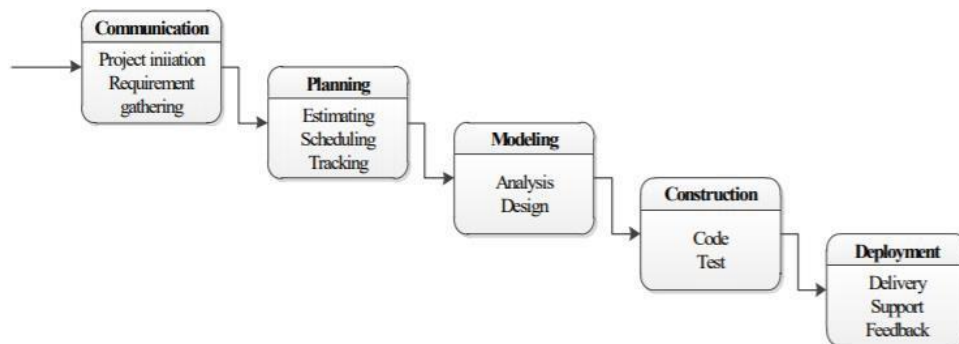 Communication
Project iniiation
Requirement
gathering
Planning
Estimating
Scheduling
Tracking
Modeling
Analysis
Design
Construction
Code
Test
Deployment
Delivery
Support
Feedback